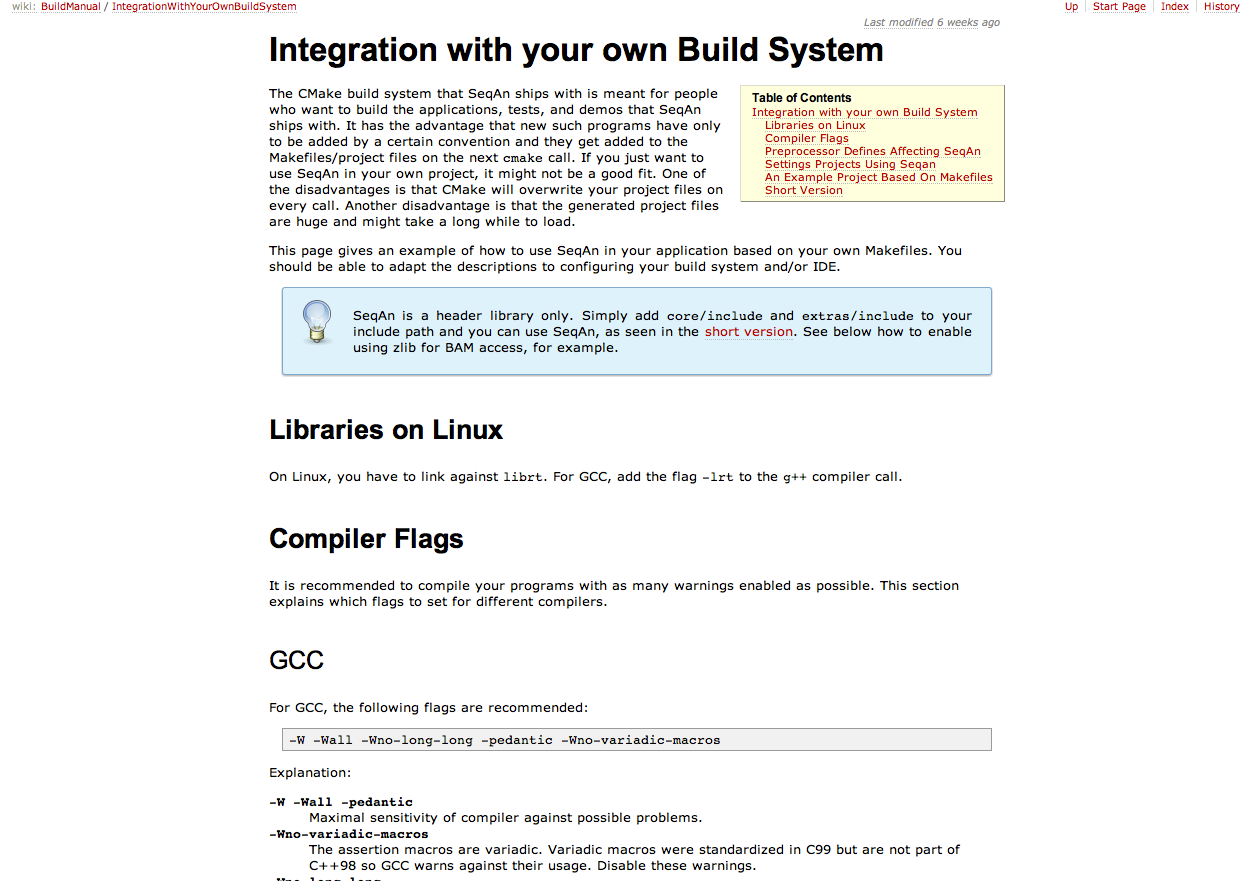 wiki: BuildManual / IntegrationWithYourOwnBuildSystem
Up Start Page Index History
Last modified 6 weeks ago
Integration with your own Build System
The CMake build system that SeqAn ships with is meant for people
who want to build the applications, tests, and demos that SeqAn
ships with. It has the advantage that new such programs have only
to be added by a certain convention and they get added to the
Makefiles/project files on the next cmake call. If you just want to
use SeqAn in your own project, it might not be a good fit. One of
the disadvantages is that CMake will overwrite your project files on
every call. Another disadvantage is that the generated project files
are huge and might take a long while to load.
Table of Contents
Integration with your own Build System
Libraries on Linux
Compiler Flags
Preprocessor Defines Affecting SeqAn
Settings Projects Using Seqan
An Example Project Based On Makefiles
Short Version
This page gives an example of how to use SeqAn in your application based on your own Makefiles. You
should be able to adapt the descriptions to configuring your build system and/or IDE.
SeqAn is a header library only. Simply add core/include and extras/include to your
include path and you can use SeqAn, as seen in the short version. See below how to enable
using zlib for BAM access, for example.
Libraries on Linux
On Linux, you have to link against librt. For GCC, add the flag -lrt to the g++ compiler call.
Compiler Flags
It is recommended to compile your programs with as many warnings enabled as possible. This section
explains which flags to set for different compilers.
GCC
For GCC, the following flags are recommended:
-W -Wall -Wno-long-long -pedantic -Wno-variadic-macros
Explanation:
-W -Wall -pedantic
Maximal sensitivity of compiler against possible problems.
-Wno-variadic-macros
The assertion macros are variadic. Variadic macros were standardized in C99 but are not part of
C++98 so GCC warns against their usage. Disable these warnings.
-Wno-long-long